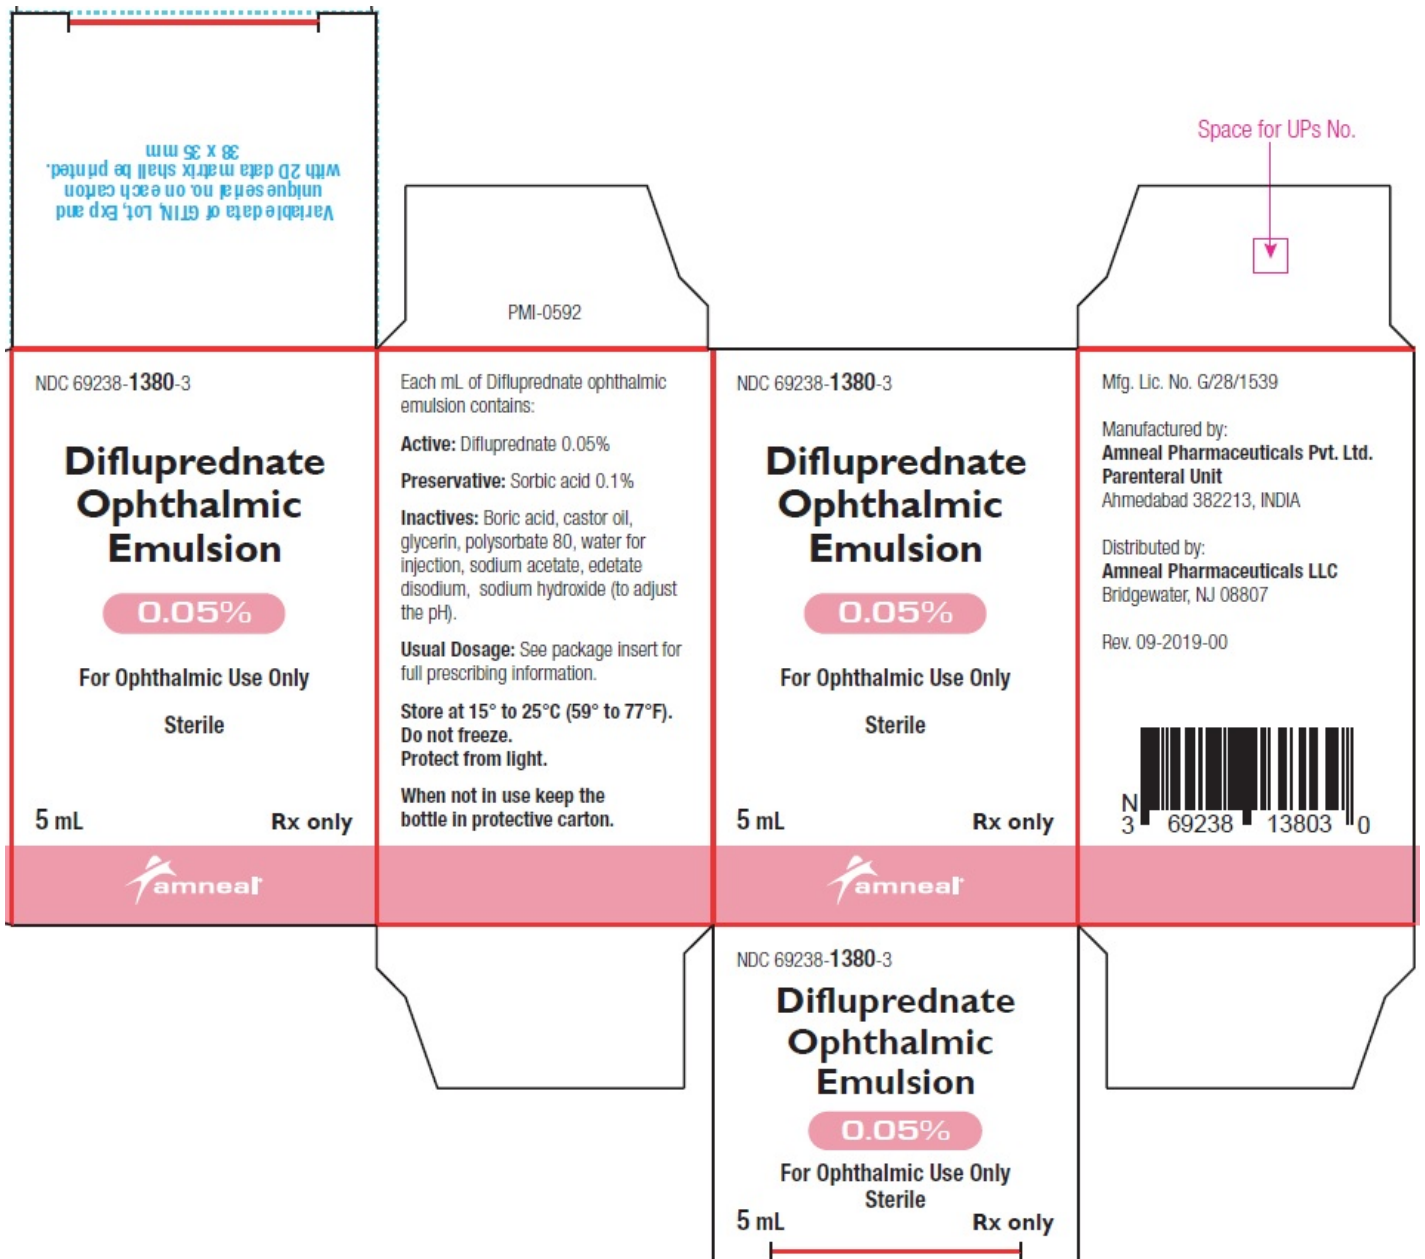 Variable data of GTIN, Lot, Exp and
unique serial no. on each carton
with 2D data matrix shall be printed.
38 x 35 mm
PMI-0592
Space for UPs No.
NDC 69238-1380-3
Difluprednate
Ophthalmic
Emulsion
0.05%
For Ophthalmic Use Only
Sterile
5 mL
Rx only
amneal
Each mL of Difluprednate ophthalmic
emulsion contains:
Active: Difluprednate 0.05%
Preservative: Sorbic acid 0.1%
Inactives: Boric acid, castor oil,
glycerin, polysorbate 80, water for
injection, sodium acetate, edetate
disodium,  sodium hydroxide (to adjust
the pH).
Usual Dosage: See package insert for
full prescribing information.
Store at 15° to 25°C (59° to 77°F).
Do not freeze.
Protect from light.
When not in use keep the
bottle in protective carton.
NDC 69238-1380-3
Difluprednate
Ophthalmic
Emulsion
0.05%
For Ophthalmic Use Only
Sterile
5 mL
Rx only
amneal
Mfg. Lic. No. G/28/1539
Manufactured by:
Amneal Pharmaceuticals Pvt. Ltd.
Parenteral Unit
Ahmedabad 382213, INDIA
Distributed by:
Amneal Pharmaceuticals LLC
Bridgewater, NJ 08807
Rev. 09-2019-00
N
3 69238 13803 0
NDC 69238-1380-3
Difluprednate
Ophthalmic
Emulsion
0.05%
For Ophthalmic Use Only
Sterile
5 mL
Rx only